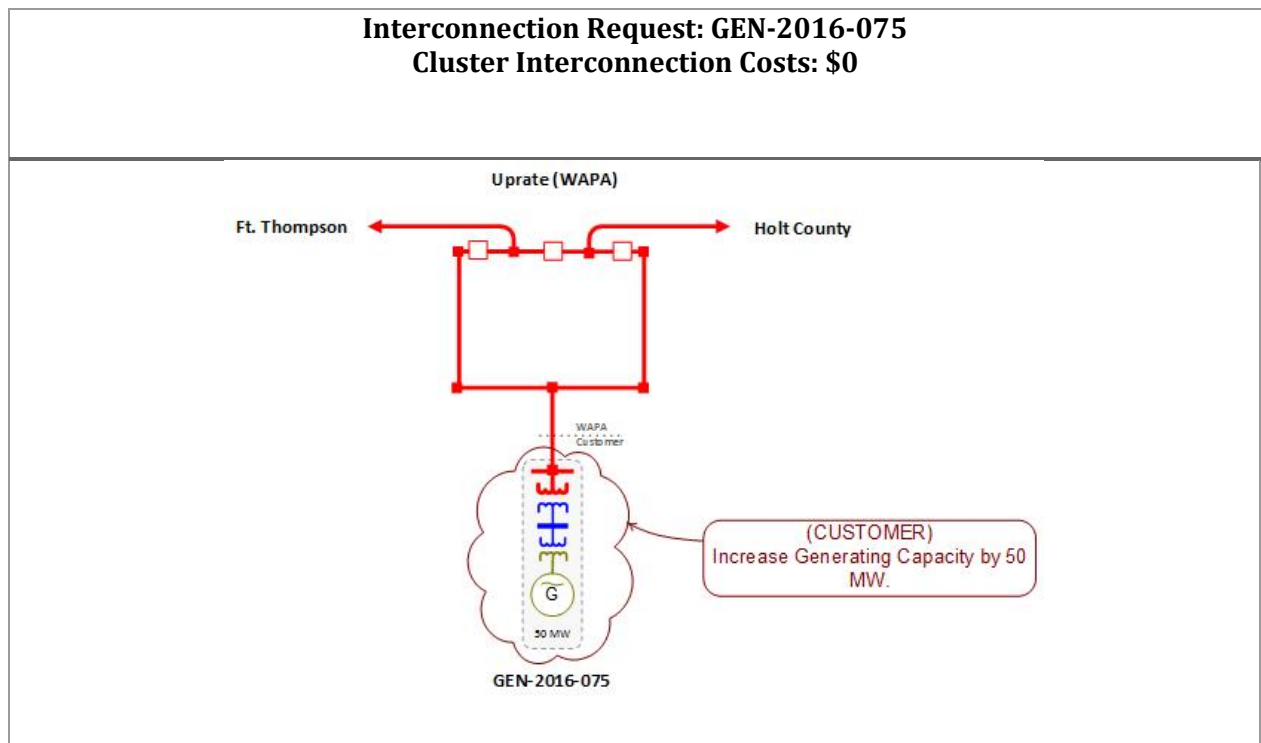 Interconnection Request: GEN-2016-075
Cluster Interconnection Costs: $0
Uprate (WAPA)
Ft. Thompson
Holt County
WAPA
Customer
(CUSTOMER)
Increase Generating Capacity by 50
MW.
G
50 MW
GEN-2016-075